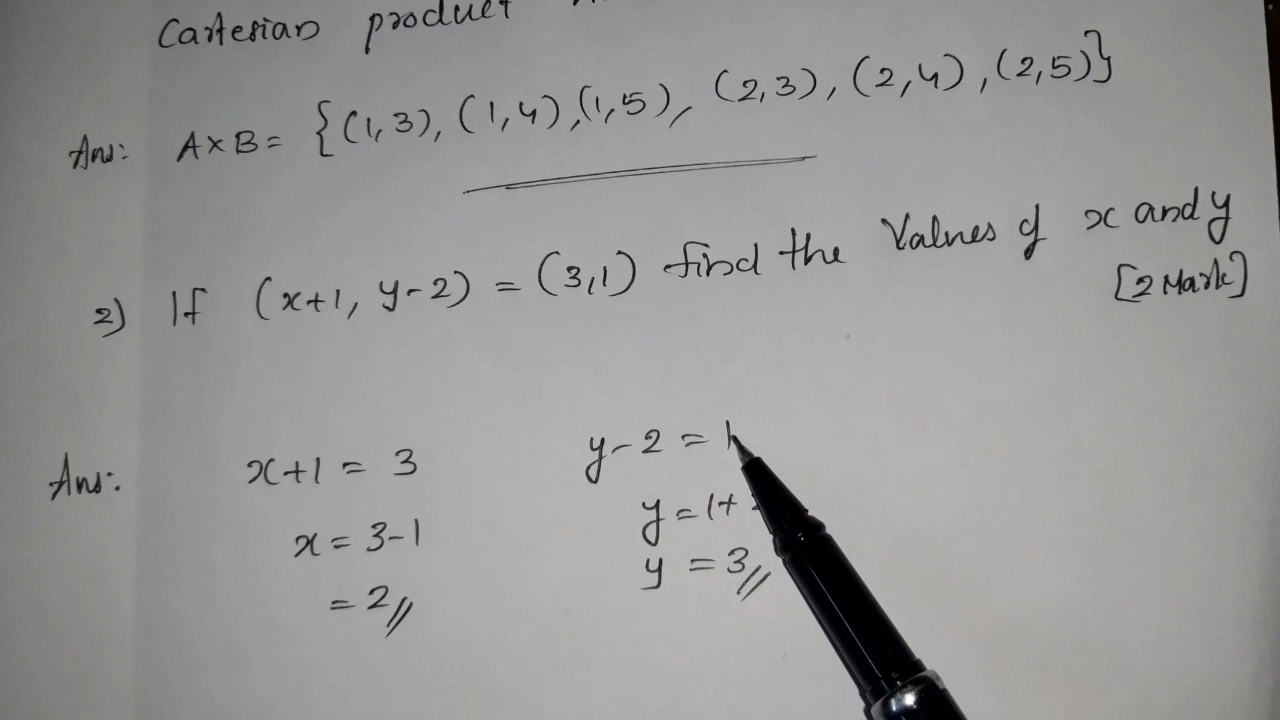 Cartesian product
Ans: A×B= {(1,3), (1,4),(1,5), (2,3), (2,4), (2,5)}
2) If (x+1, y-2) = (3,1) find the values of x and y
[2 Mark]
Ans: x+1 = 3 y-2 = 1
x = 3-1 y = 1+
= 2 y = 3